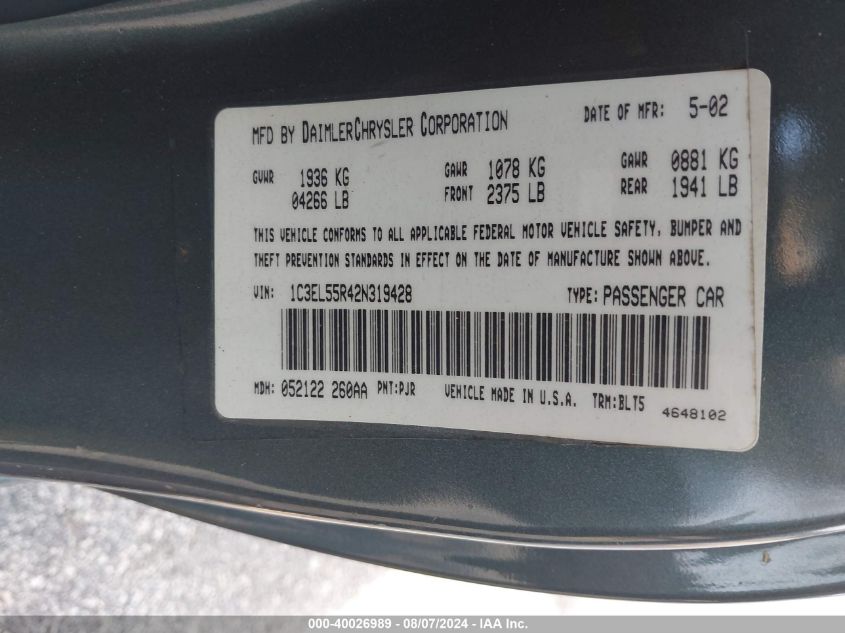 MFD BY DAIMLERCHRYSLER CORPORATION DATE OF MFR: 5-02
GVWR 1936 KG GAWR 1078 KG GAWR 0881 KG
04266 LB FRONT 2375 LB REAR 1941 LB
THIS VEHICLE CONFORMS TO ALL APPLICABLE FEDERAL MOTOR VEHICLE SAFETY, BUMPER AND
THEFT PREVENTION STANDARDS IN EFFECT ON THE DATE OF MANUFACTURE SHOWN ABOVE.
VIN: 1C3EL55R42N319428 TYPE: PASSENGER CAR
MDH: 052122 260AA PNT:PJR VEHICLE MADE IN U.S.A. TRM:BLT5
4648102
000-40026989 - 08/07/2024 - IAA Inc.